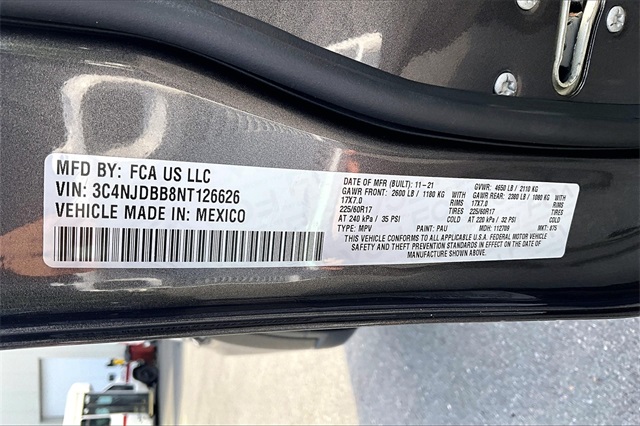 MFD BY: FCA US LLC
VIN: 3C4NJDBB8NT126626
VEHICLE MADE IN: MEXICO
DATE OF MFR (BUILT): 11-21 GVWR: 4650 LB / 2110 KG
GAWR FRONT: 2600 LB / 1180 KG GAWR REAR: 2380 LB / 1080 KG
17X7.0 RIMS 17X7.0 RIMS
225/60R17 TIRES 225/60R17 TIRES
AT 240 kPa / 35 PSI COLD AT 220 kPa / 32 PSI COLD
TYPE: MPV PAINT: PAU MDH: 112709 MKT: 875
THIS VEHICLE CONFORMS TO ALL APPLICABLE U.S.A. FEDERAL MOTOR VEHICLE
SAFETY AND THEFT PREVENTION STANDARDS IN EFFECT ON THE DATE OF
MANUFACTURE SHOWN ABOVE.